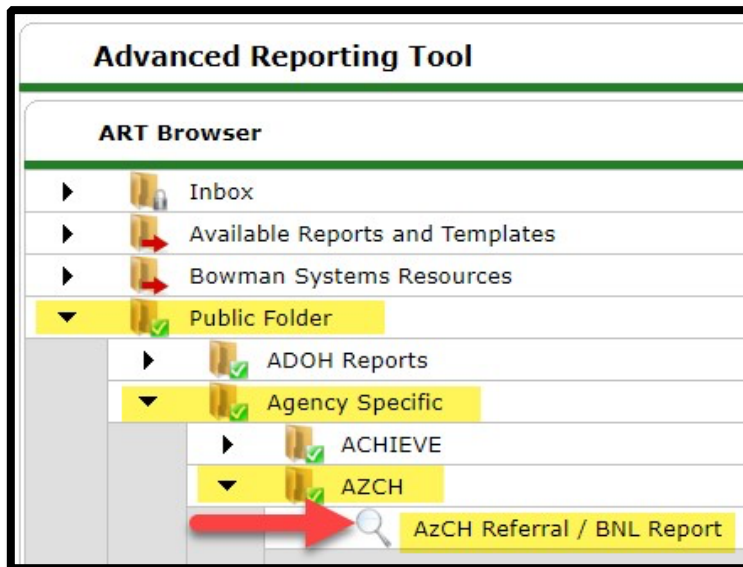 Advanced Reporting Tool
ART Browser
Inbox
Available Reports and Templates
Bowman Systems Resources
Public Folder
ADOH Reports
Agency Specific
ACHIEVE
AZCH
AzCH Referral / BNL Report